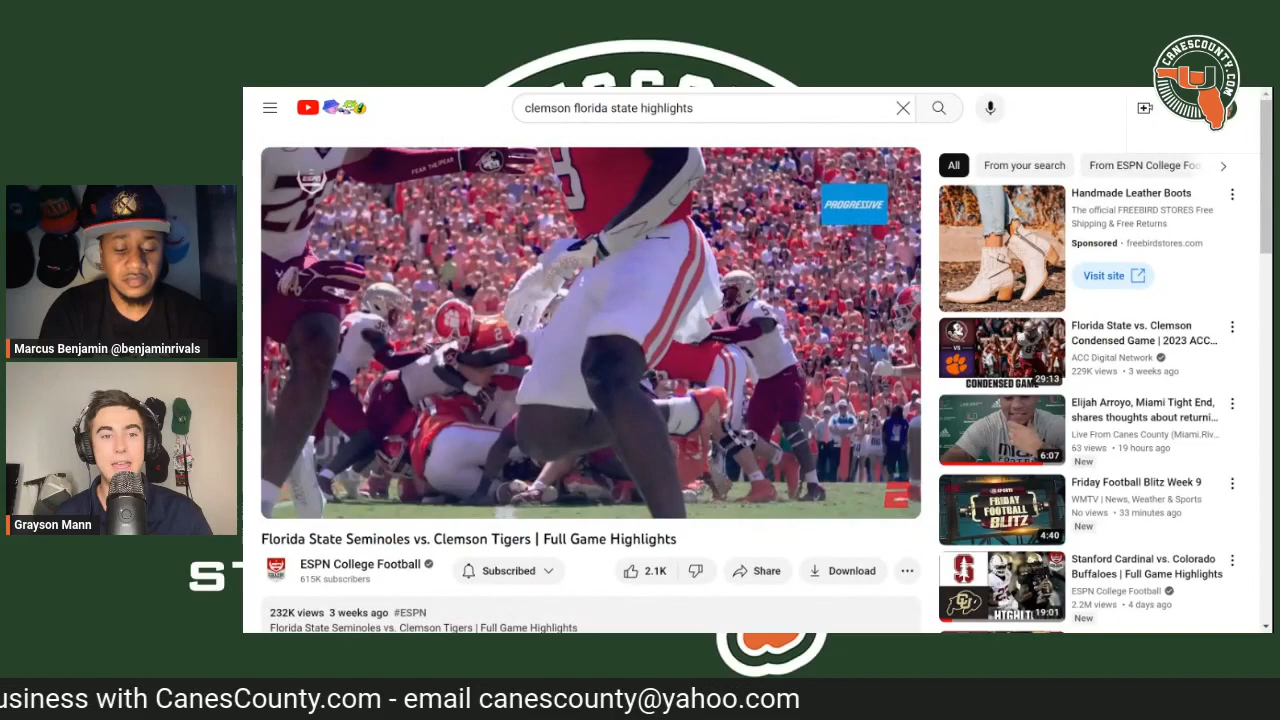 CANESCOUNTY.COM
clemson florida state highlights
All
From your search
From ESPN College Foo
FEAR THE SPEAR
ESPN
PROGRESSIVE
Handmade Leather Boots
The official FREEBIRD STORES Free
Shipping & Free Returns
Sponsored · freebirdstores.com
Visit site
Florida State vs. Clemson
Condensed Game | 2023 ACC...
ACC Digital Network
229K views · 3 weeks ago
VS
CONDENSED GAME
29:13
Marcus Benjamin @benjaminrivals
Elijah Arroyo, Miami Tight End,
shares thoughts about returni...
Live From Canes County (Miami.Riv...
63 views · 19 hours ago
New
6:07
Friday Football Blitz Week 9
WMTV | News, Weather & Sports
No views · 33 minutes ago
New
FRIDAY
FOOTBALL
BLITZ
4:40
Grayson Mann
Florida State Seminoles vs. Clemson Tigers | Full Game Highlights
ESPN College Football
615K subscribers
Subscribed
2.1K
Share
Download
Stanford Cardinal vs. Colorado
Buffaloes | Full Game Highlights
ESPN College Football
2.2M views · 4 days ago
New
19:01
ST
232K views 3 weeks ago #ESPN
Florida State Seminoles vs. Clemson Tigers | Full Game Highlights
usiness with CanesCounty.com - email canescounty@yahoo.com